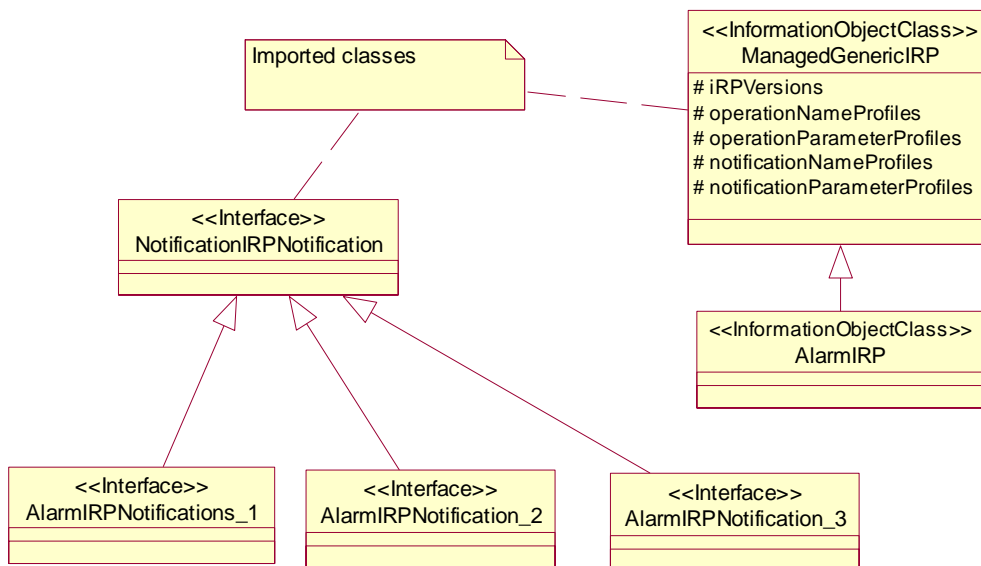 Imported classes
<<InformationObjectClass>>
ManagedGenericIRP
# iRPVersions
# operationNameProfiles
# operationParameterProfiles
# notificationNameProfiles
# notificationParameterProfiles
<<Interface>>
NotificationIRPNotification
<<InformationObjectClass>>
AlarmIRP
<<Interface>>
AlarmIRPNotifications_1
<<Interface>>
AlarmIRPNotification_2
<<Interface>>
AlarmIRPNotification_3